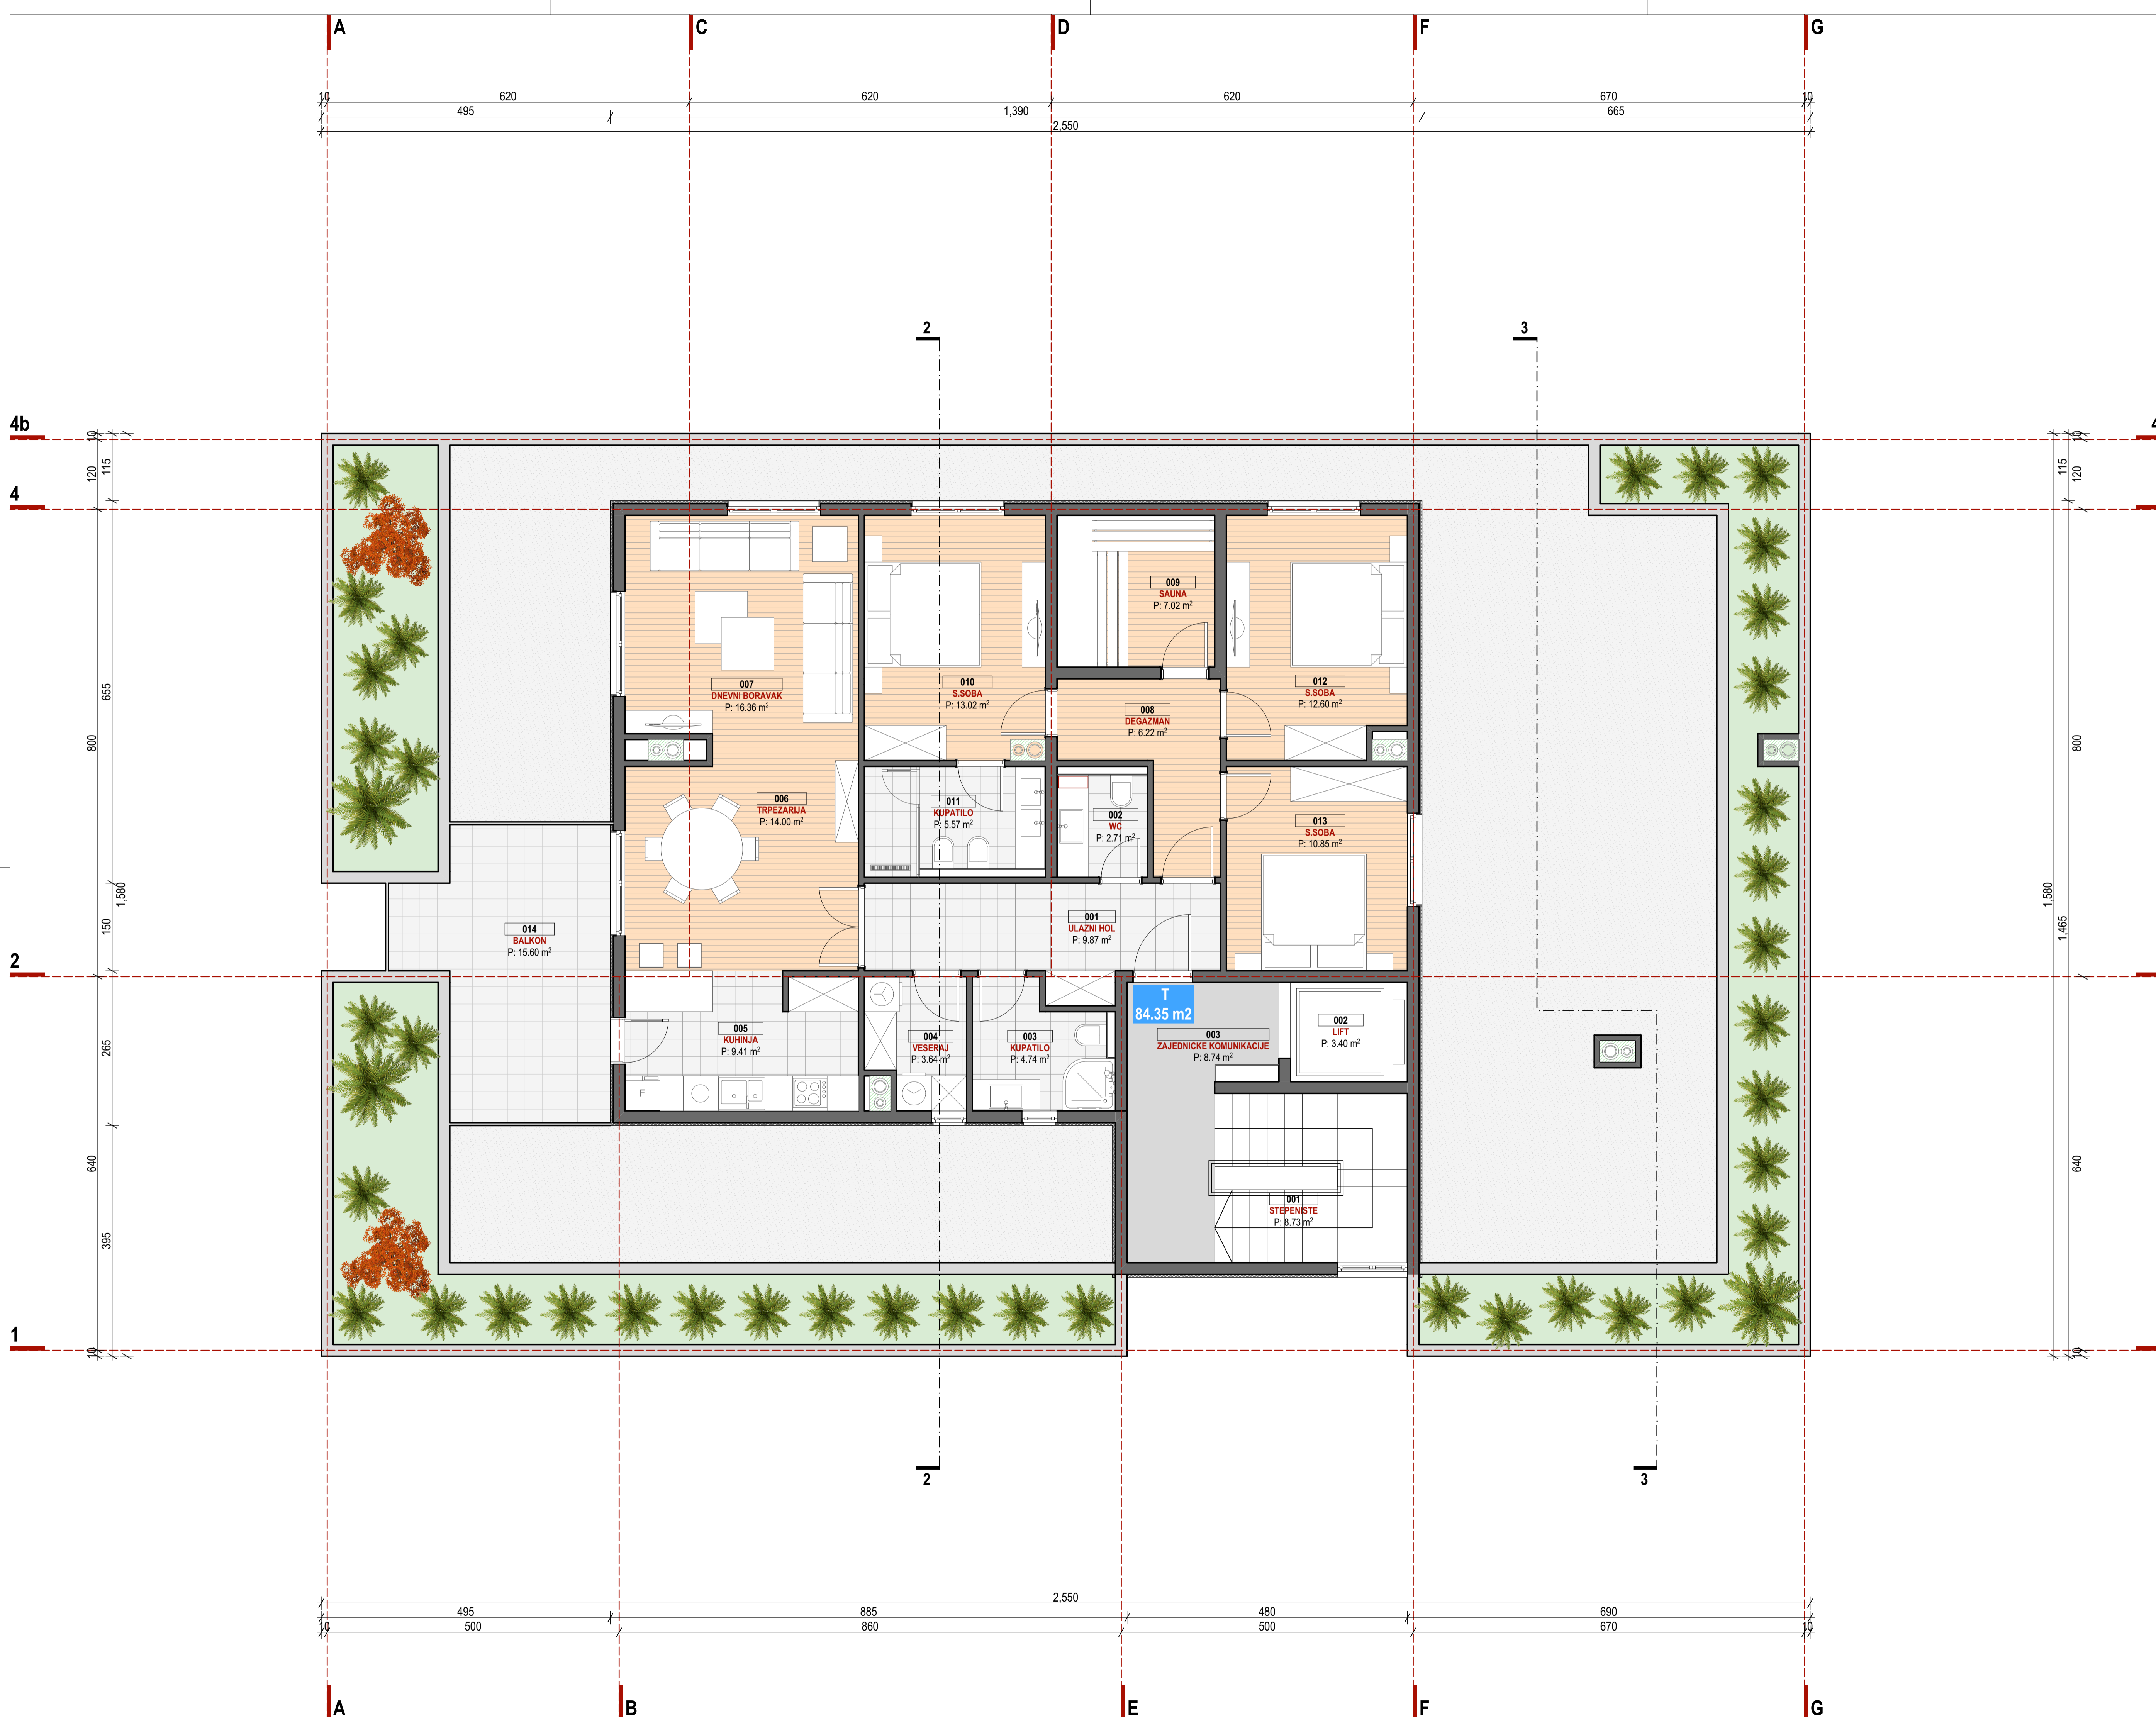 A
C
D
F
G
10
620
620
620
670
10
495
1,390
665
2,550
2
3
4b
4
4
2
1
10
120
115
800
655
1,580
150
265
640
395
10
10
115
120
800
1,580
1,465
640
10
007
DNEVNI BORAVAK
P: 16.36 m²
010
S.SOBA
P: 13.02 m²
009
SAUNA
P: 7.02 m²
012
S.SOBA
P: 12.60 m²
008
DEGAZMAN
P: 6.22 m²
006
TRPEZARIJA
P: 14.00 m²
011
KUPATILO
P: 5.57 m²
002
WC
P: 2.71 m²
013
S.SOBA
P: 10.85 m²
014
BALKON
P: 15.60 m²
001
ULAZNI HOL
P: 9.87 m²
T
84.35 m2
005
KUHINJA
P: 9.41 m²
F
004
VESERAJ
P: 3.64 m²
003
KUPATILO
P: 4.74 m²
003
ZAJEDNICKE KOMUNIKACIJE
P: 8.74 m²
002
LIFT
P: 3.40 m²
001
STEPENISTE
P: 8.73 m²
2
3
2,550
495
885
480
690
10
500
860
500
670
10
A
B
E
F
G